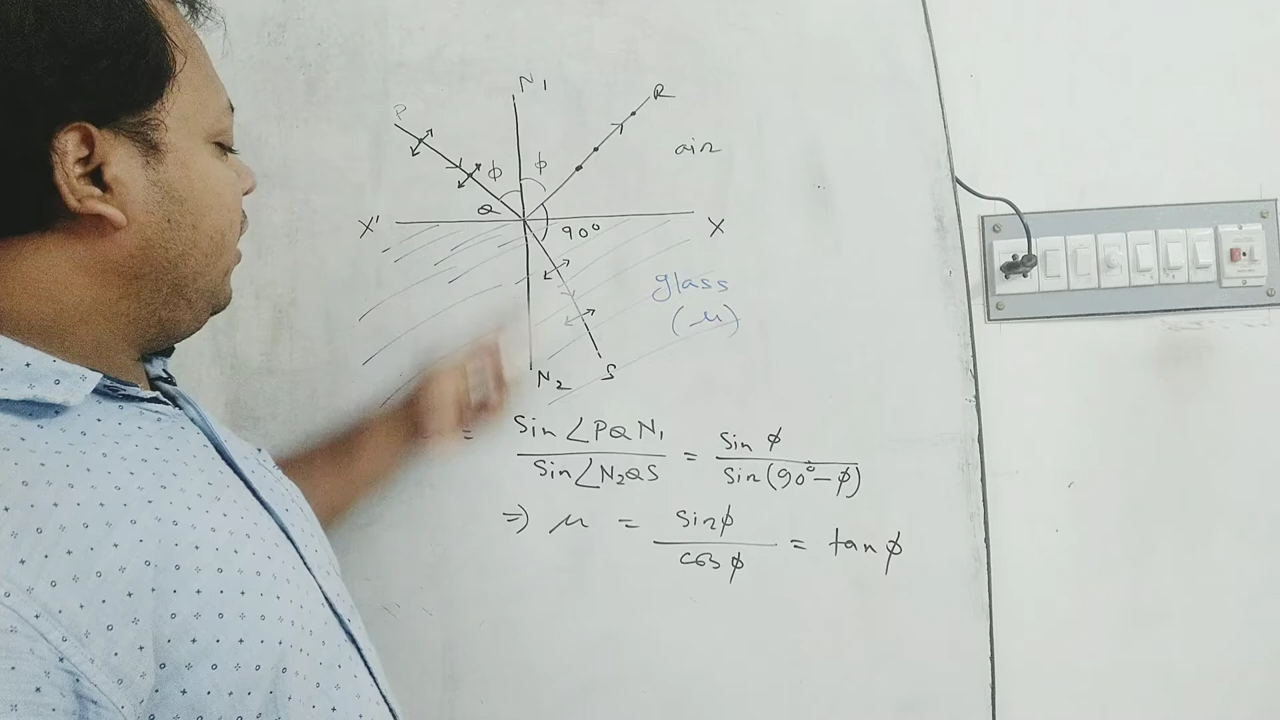 N1
P
R
ϕ ϕ
air
Q
X' X
90°
glass
(μ)
N2 S
= Sin ∠PQN1 / Sin ∠N2QS = Sin ϕ / Sin (90° − ϕ)
⇒ μ = Sin ϕ / cos ϕ = tan ϕ